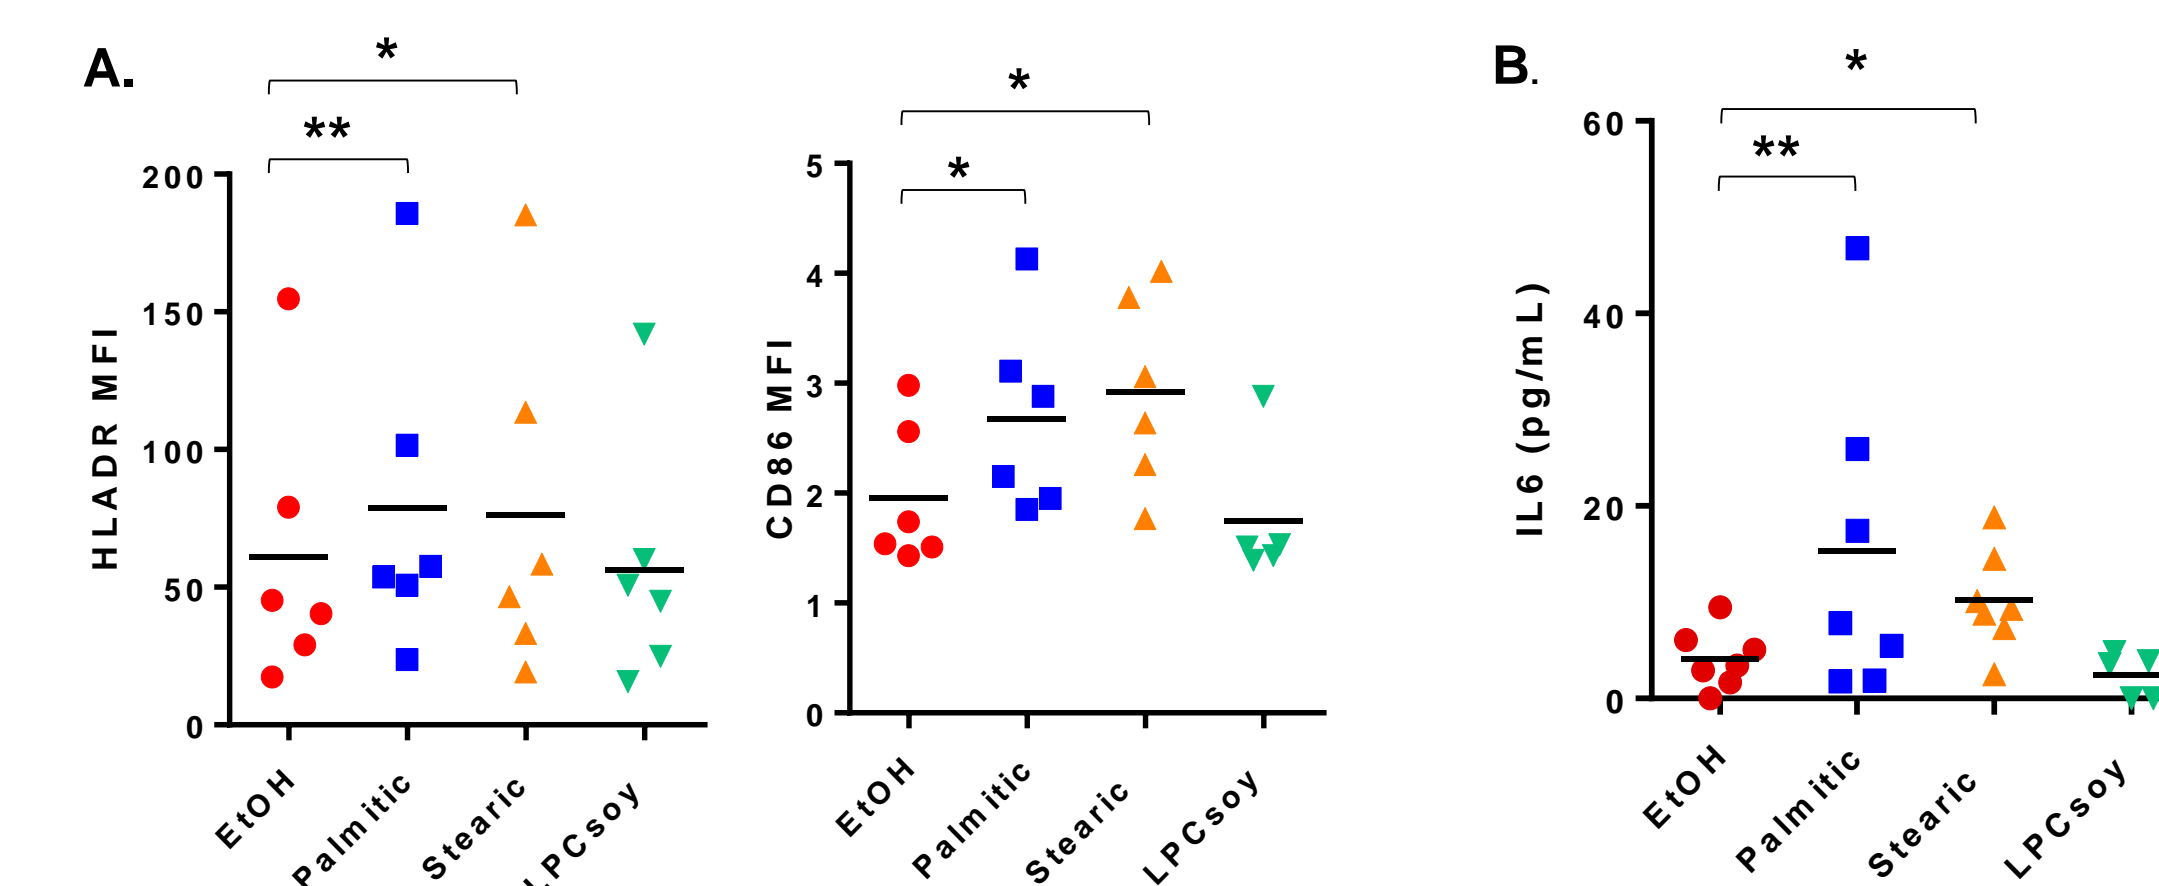 A.
*
**
HLADR MFI
200
150
100
50
0
EtOH
Palmitic
Stearic
LPCsoy
*
*
CD86 MFI
5
4
3
2
1
0
EtOH
Palmitic
Stearic
LPCsoy
B.
*
**
IL6 (pg/mL)
60
40
20
0
EtOH
Palmitic
Stearic
LPCsoy